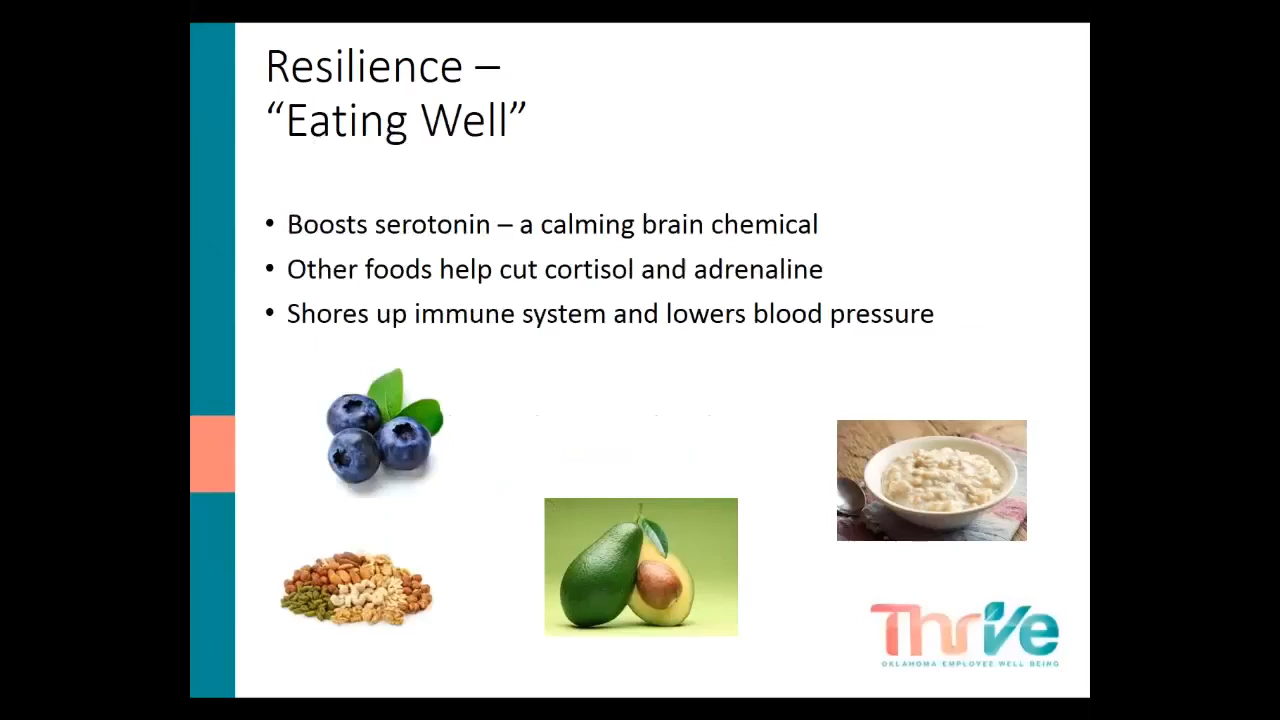 Resilience –
“Eating Well”
• Boosts serotonin – a calming brain chemical
• Other foods help cut cortisol and adrenaline
• Shores up immune system and lowers blood pressure
Thrive
OKLAHOMA EMPLOYEE WELL BEING